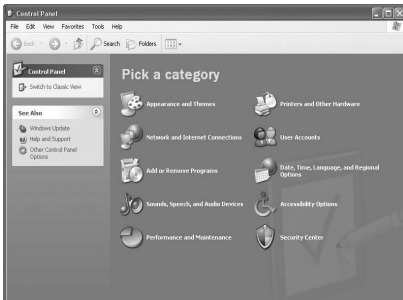 Control Panel
File Edit View Favorites Tools Help
Back Search Folders
Control Panel
Switch to Classic View
See Also
Windows Update
Help and Support
Other Control Panel
Options
Pick a category
Appearance and Themes
Printers and Other Hardware
Network and Internet Connections
User Accounts
Add or Remove Programs
Date, Time, Language, and Regional
Options
Sounds, Speech, and Audio Devices
Accessibility Options
Performance and Maintenance
Security Center